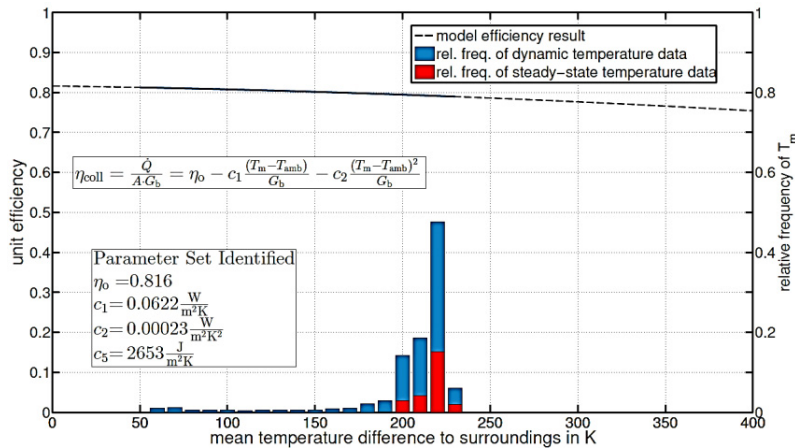 model efficiency result
rel. freq. of dynamic temperature data
rel. freq. of steady-state temperature data
1
0.9
0.8
0.7
0.6
0.5
0.4
0.3
0.2
0.1
0
unit efficiency
η_coll = Q̇/(A·G_b) = η_o − c_1 (T_m−T_amb)/G_b − c_2 (T_m−T_amb)²/G_b
Parameter Set Identified
η_o =0.816
c_1= 0.0622 W/m²K
c_2= 0.00023 W/m²K²
c_5= 2653 J/m²K
1
0.8
0.6
0.4
0.2
0
relative frequency of T_m
0 50 100 150 200 250 300 350 400
mean temperature difference to surroundings in K